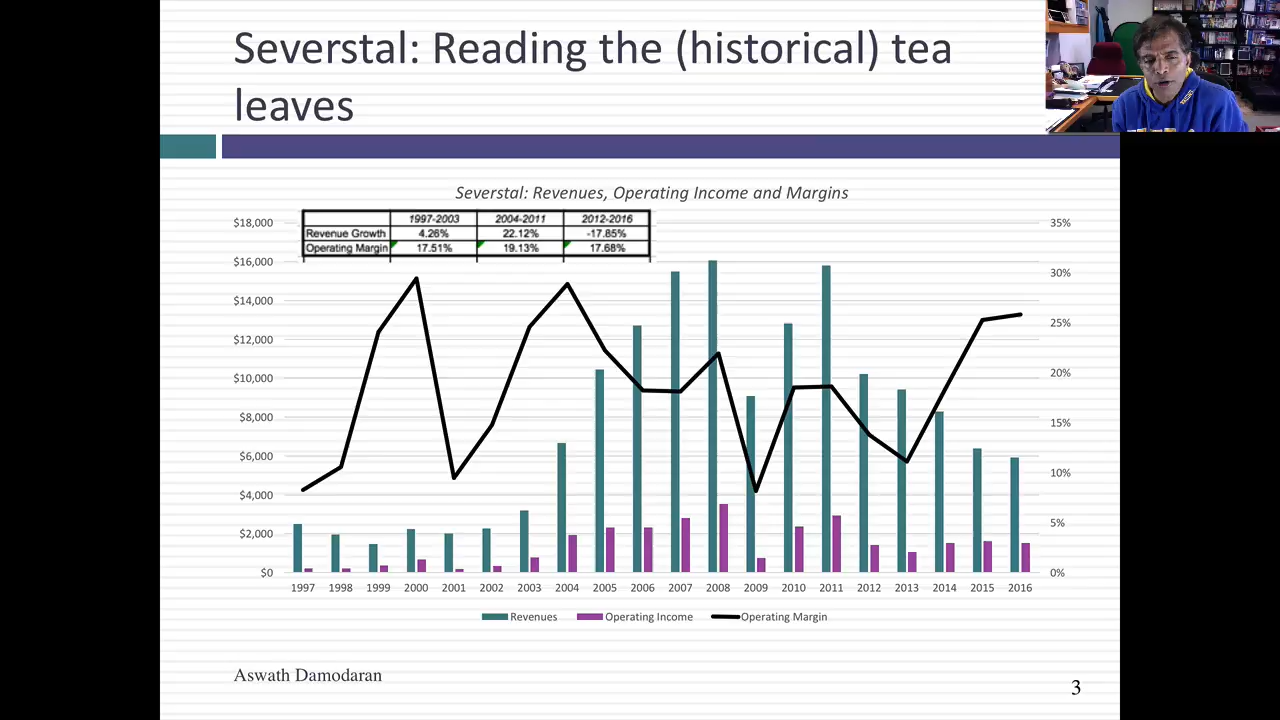 Severstal: Reading the (historical) tea
leaves
Severstal: Revenues, Operating Income and Margins
1997-2003 2004-2011 2012-2016
Revenue Growth 4.26% 22.12% -17.85%
Operating Margin 17.51% 19.13% 17.68%
$18,000 35%
$16,000 30%
$14,000 25%
$12,000 20%
$10,000 15%
$8,000 10%
$6,000 5%
$4,000 0%
$2,000
$0
1997 1998 1999 2000 2001 2002 2003 2004 2005 2006 2007 2008 2009 2010 2011 2012 2013 2014 2015 2016
Revenues Operating Income Operating Margin
Aswath Damodaran
3